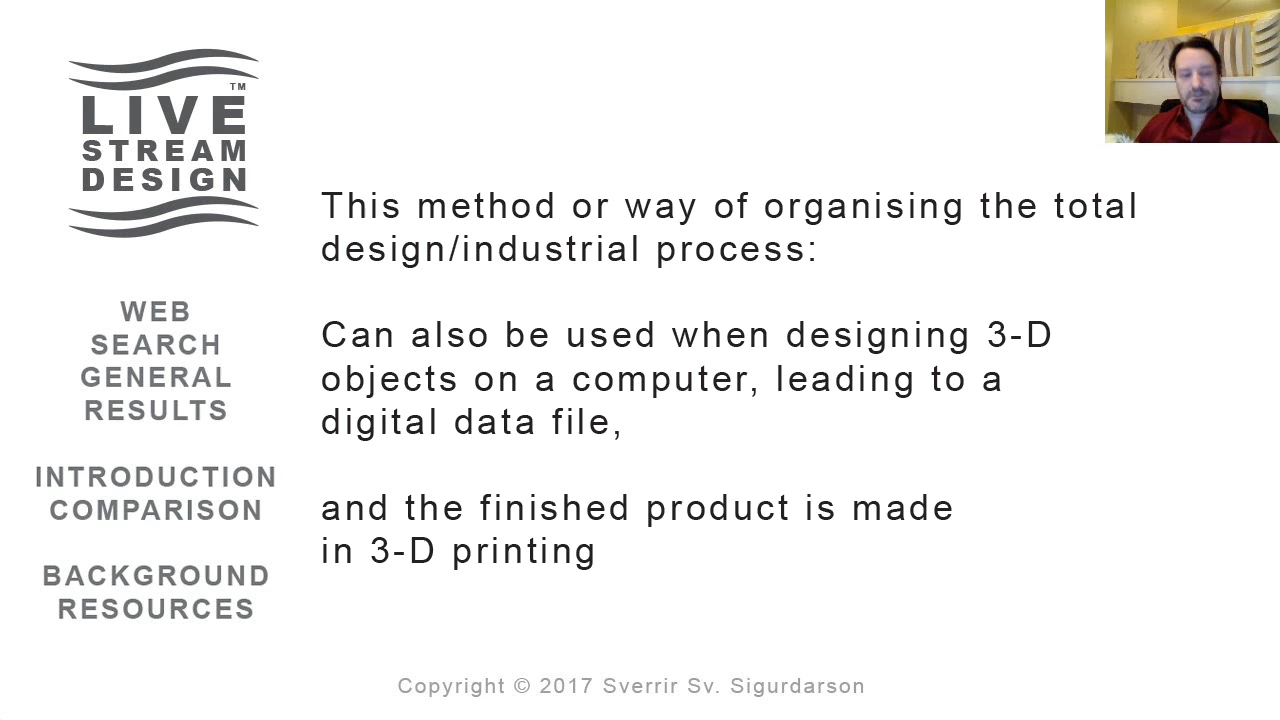 TM
LIVE
STREAM
DESIGN
WEB
SEARCH
GENERAL
RESULTS
INTRODUCTION
COMPARISON
BACKGROUND
RESOURCES
This method or way of organising the total
design/industrial process:
Can also be used when designing 3-D
objects on a computer, leading to a
digital data file,
and the finished product is made
in 3-D printing
Copyright © 2017 Sverrir Sv. Sigurdarson